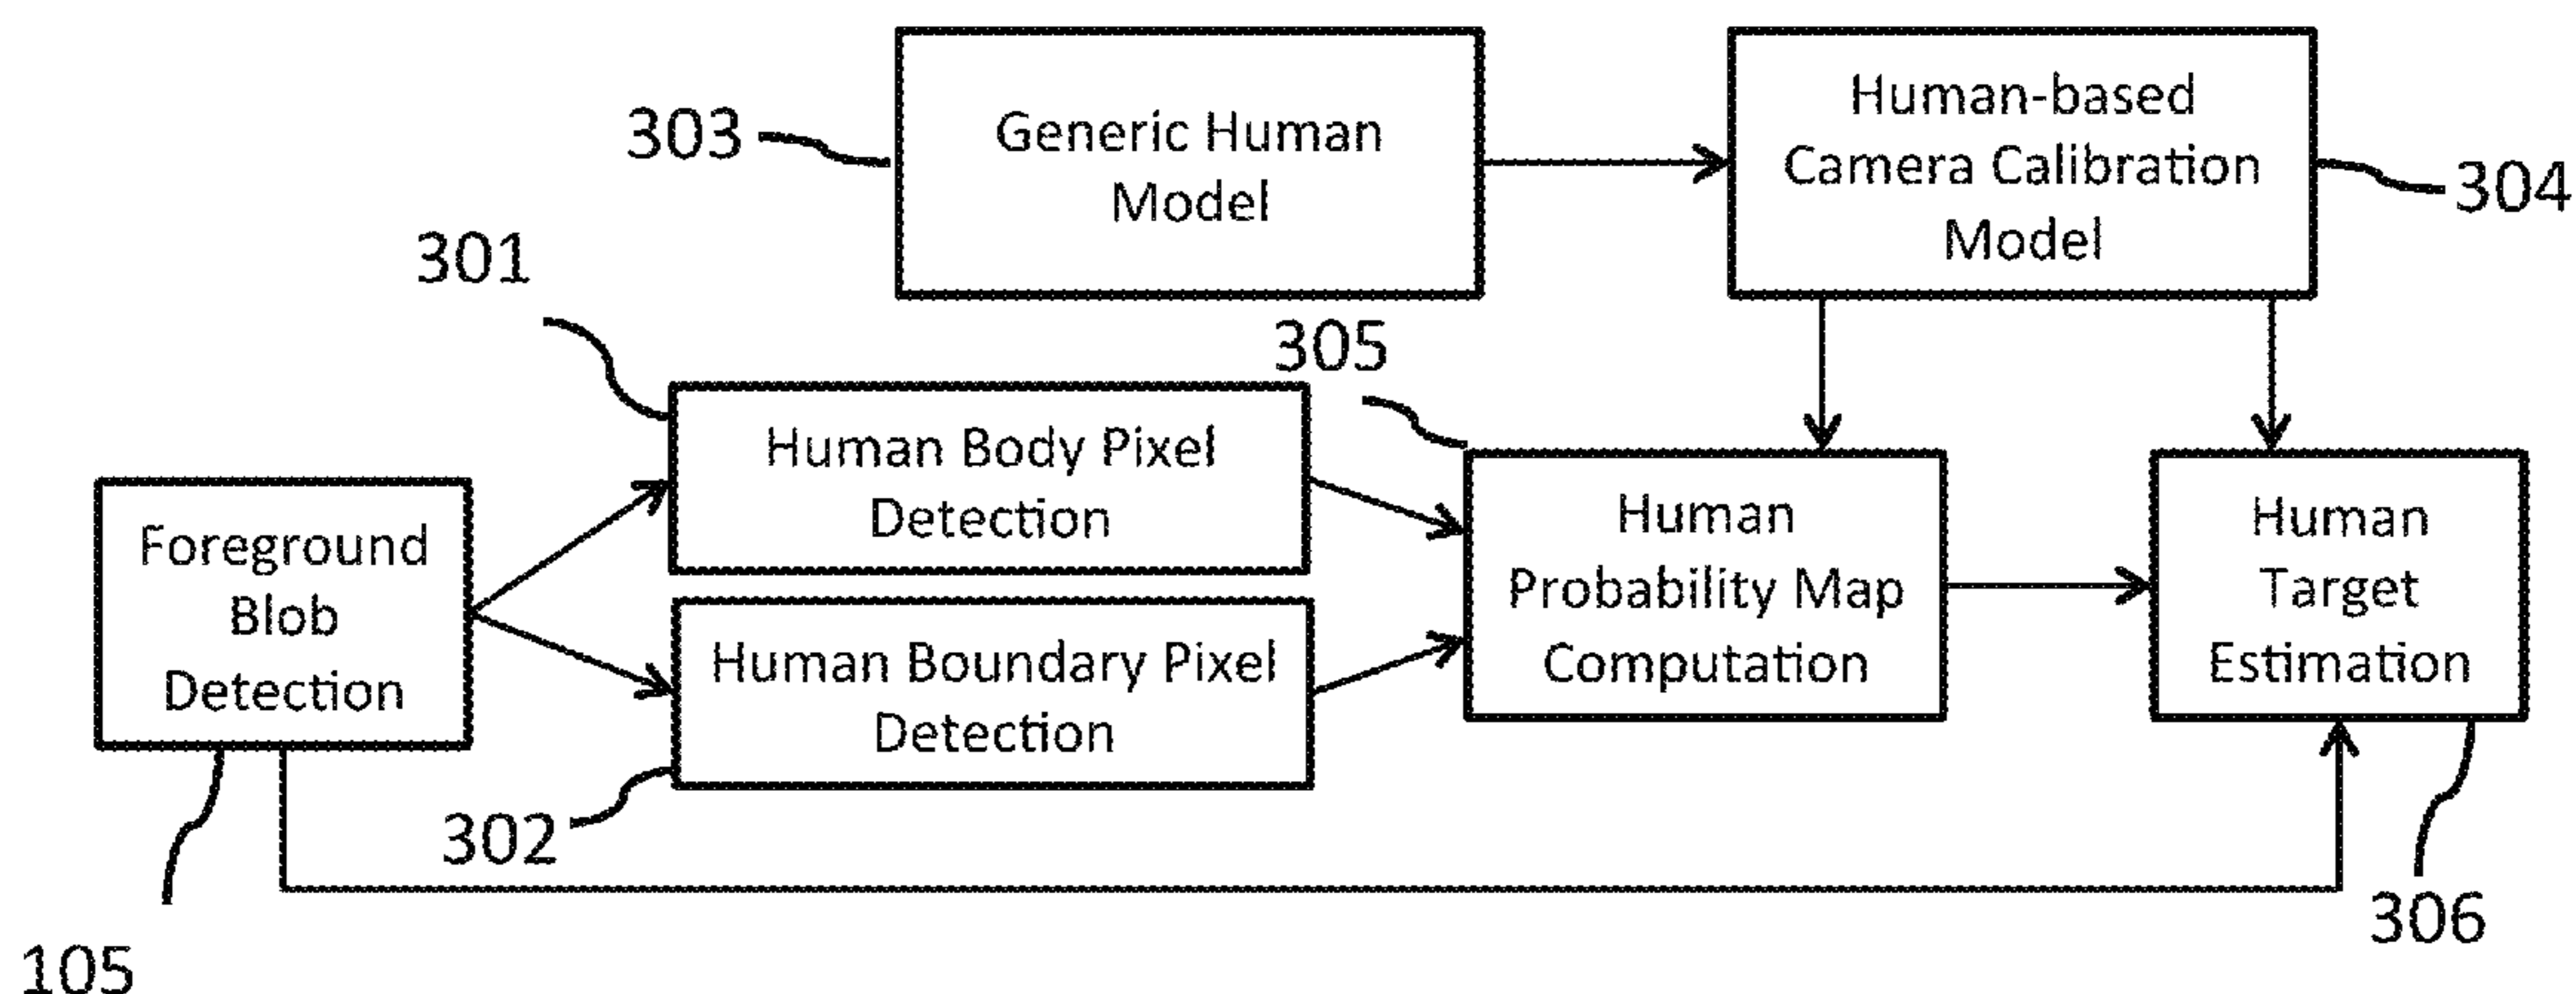 303
Generic Human
Model
Human-based
Camera Calibration
Model
304
301
305
Human Body Pixel
Detection
Foreground
Blob
Detection
Human Boundary Pixel
Detection
Human
Probability Map
Computation
Human
Target
Estimation
302
306
105